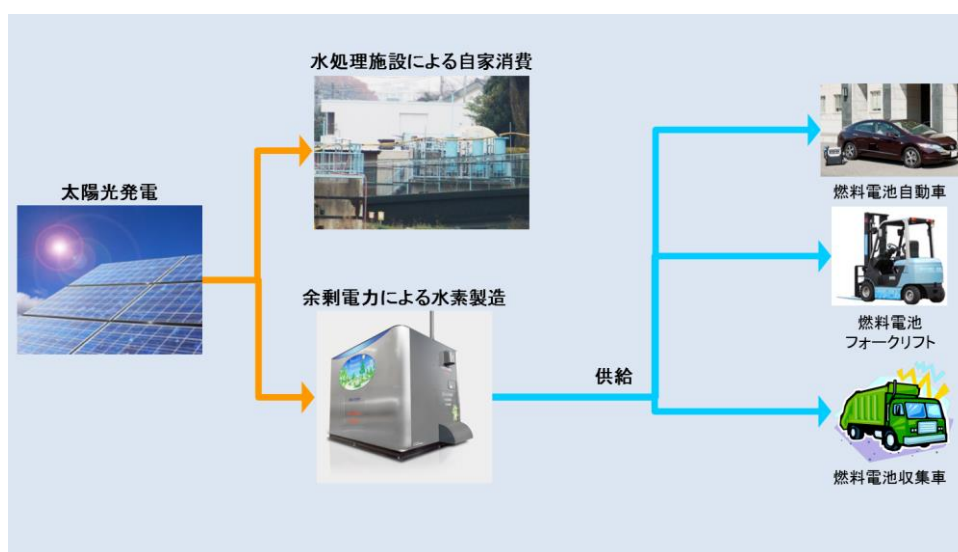 水処理施設による自家消費
太陽光発電
余剰電力による水素製造
供給
燃料電池自動車
燃料電池
フォークリフト
燃料電池収集車